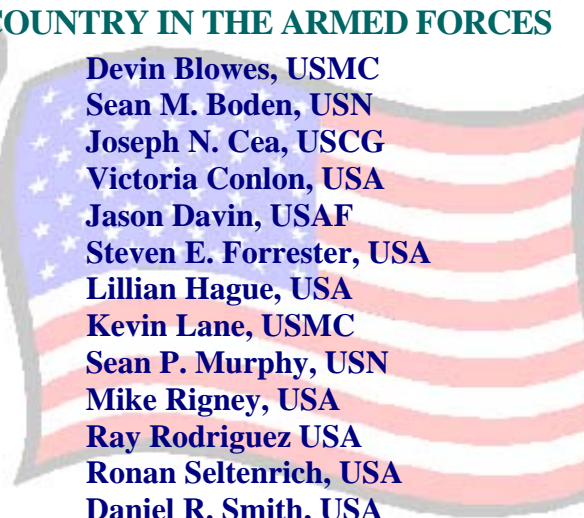 COUNTRY IN THE ARMED FORCES
Devin Blowes, USMC
Sean M. Boden, USN
Joseph N. Cea, USCG
Victoria Conlon, USA
Jason Davin, USAF
Steven E. Forrester, USA
Lillian Hague, USA
Kevin Lane, USMC
Sean P. Murphy, USN
Mike Rigney, USA
Ray Rodriguez USA
Ronan Seltenrich, USA
Daniel R. Smith, USA